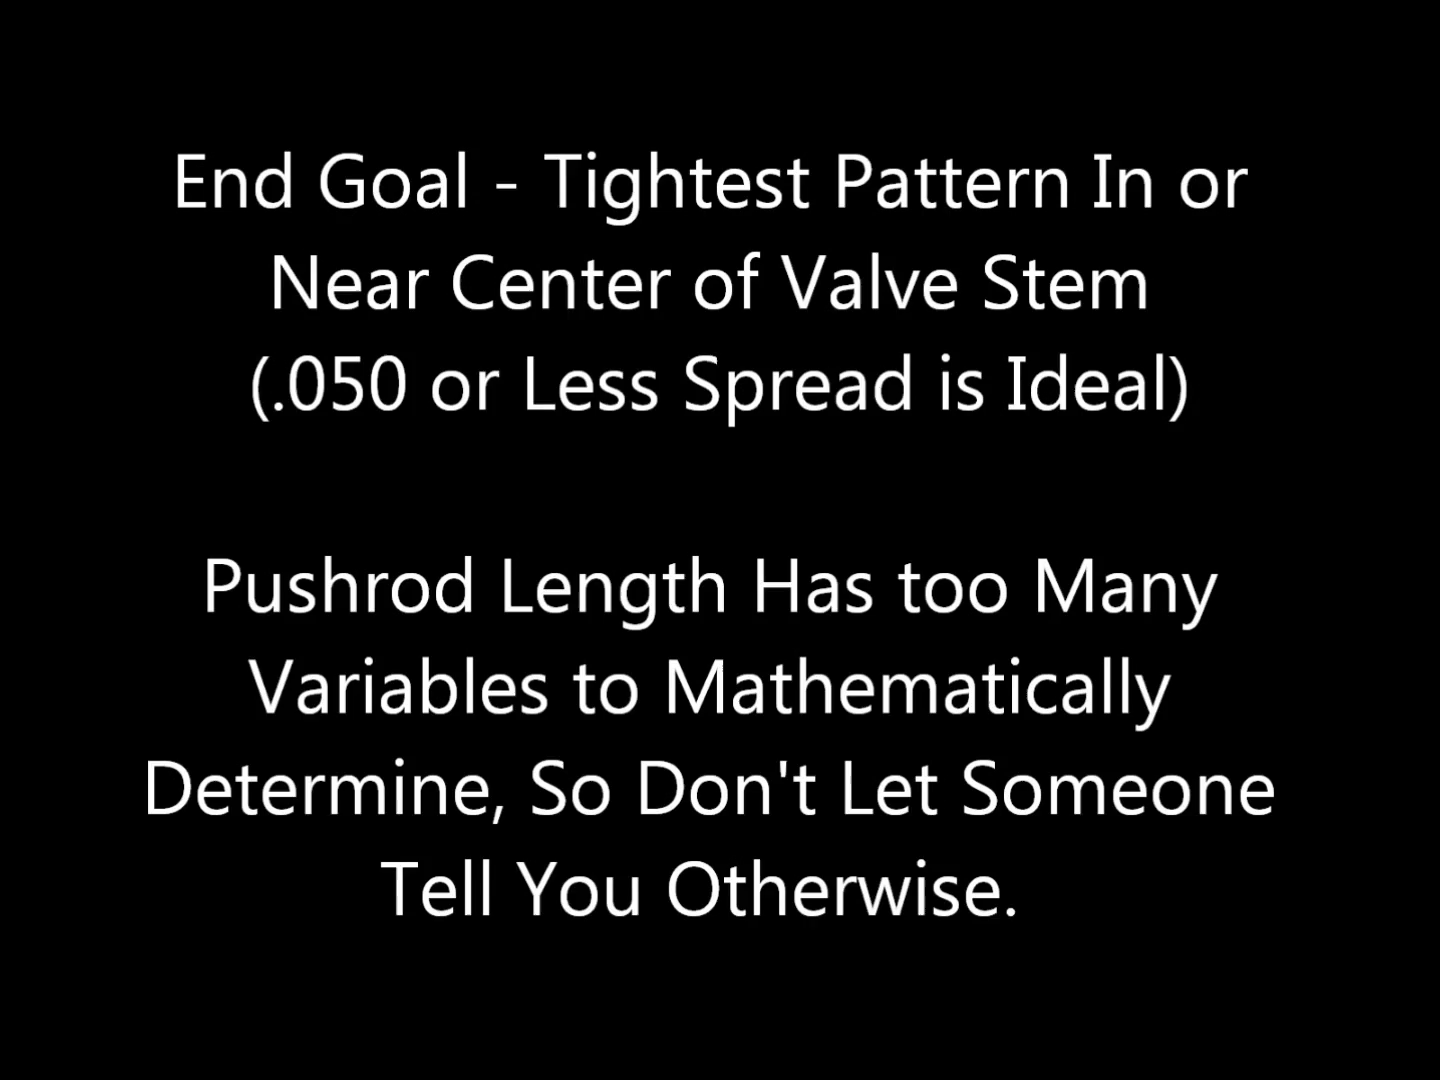 End Goal - Tightest Pattern In or
Near Center of Valve Stem
(.050 or Less Spread is Ideal)
Pushrod Length Has too Many
Variables to Mathematically
Determine, So Don't Let Someone
Tell You Otherwise.